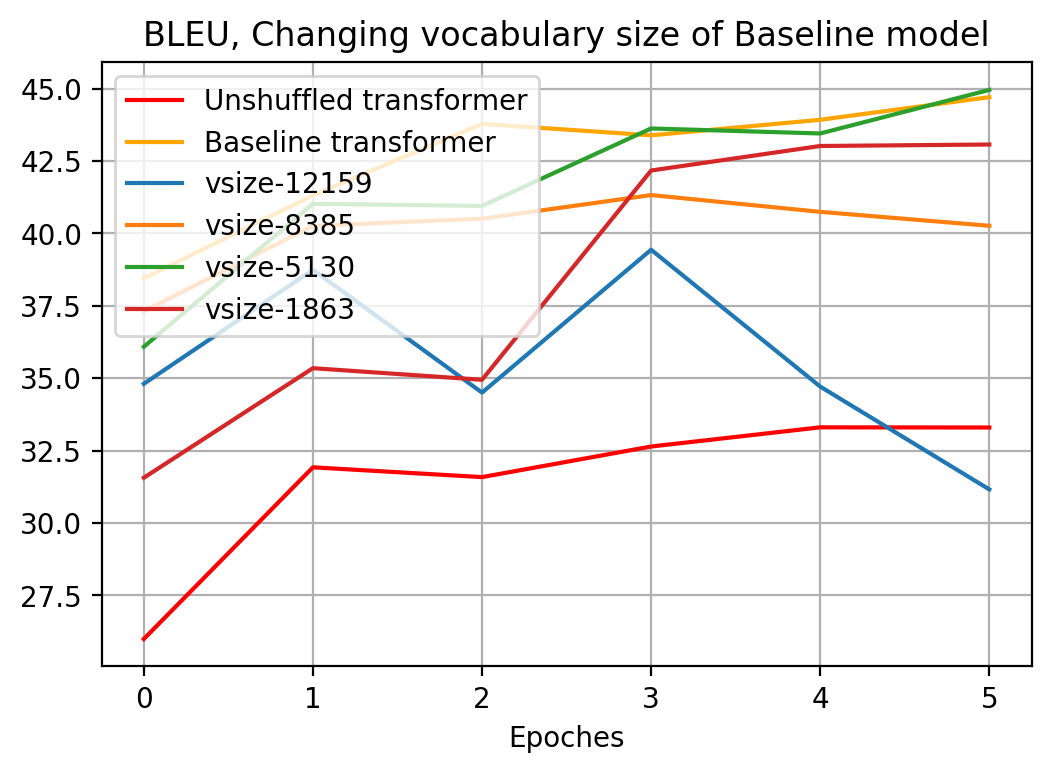 BLEU, Changing vocabulary size of Baseline model
45.0
42.5
40.0
37.5
35.0
32.5
30.0
27.5
Unshuffled transformer
Baseline transformer
vsize-12159
vsize-8385
vsize-5130
vsize-1863
0 1 2 3 4 5
Epoches